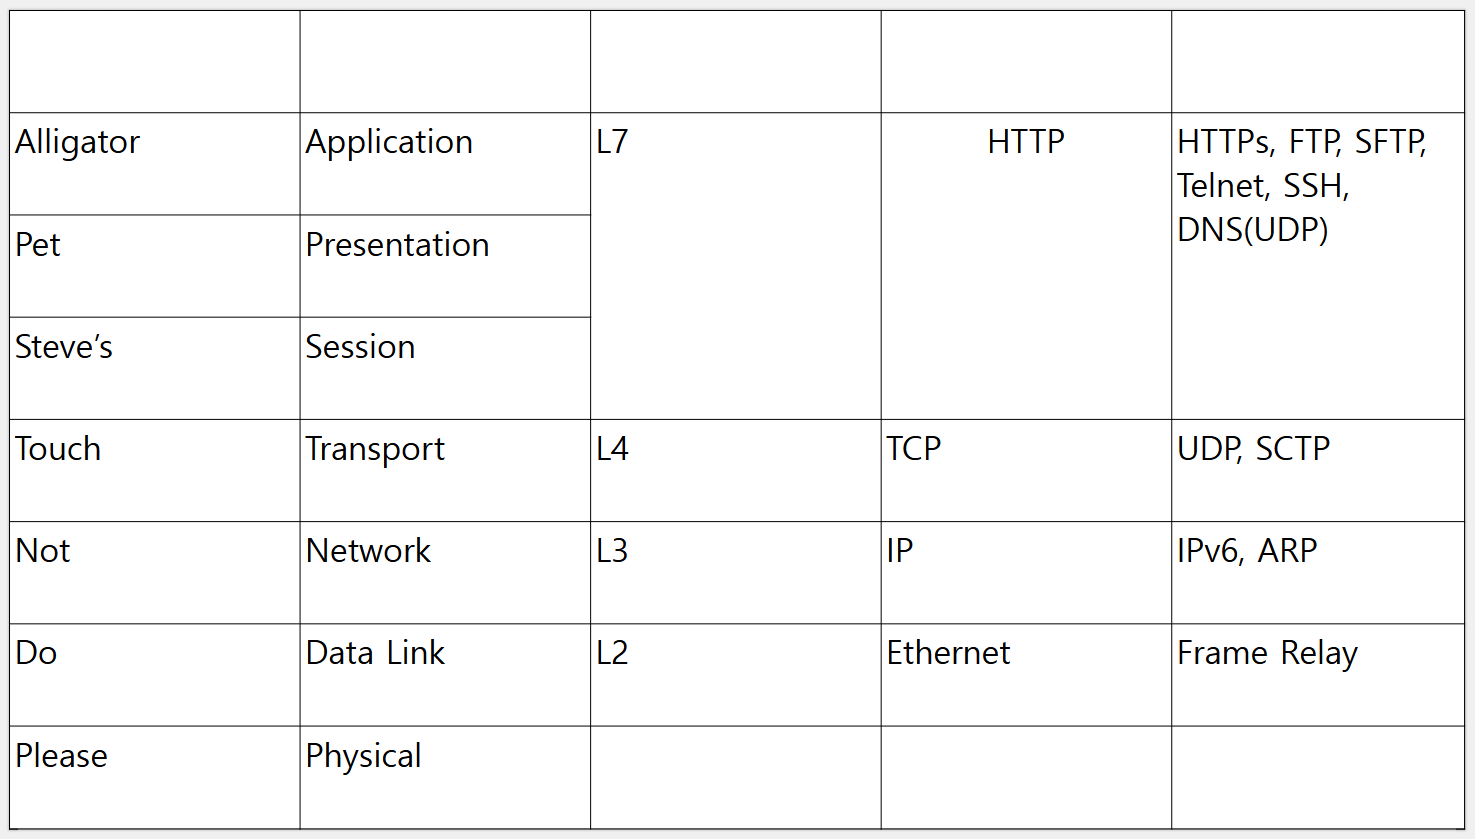 Alligator
Application
L7
HTTP
HTTPs, FTP, SFTP,
Telnet, SSH,
DNS(UDP)
Pet
Presentation
Steve’s
Session
Touch
Transport
L4
TCP
UDP, SCTP
Not
Network
L3
IP
IPv6, ARP
Do
Data Link
L2
Ethernet
Frame Relay
Please
Physical